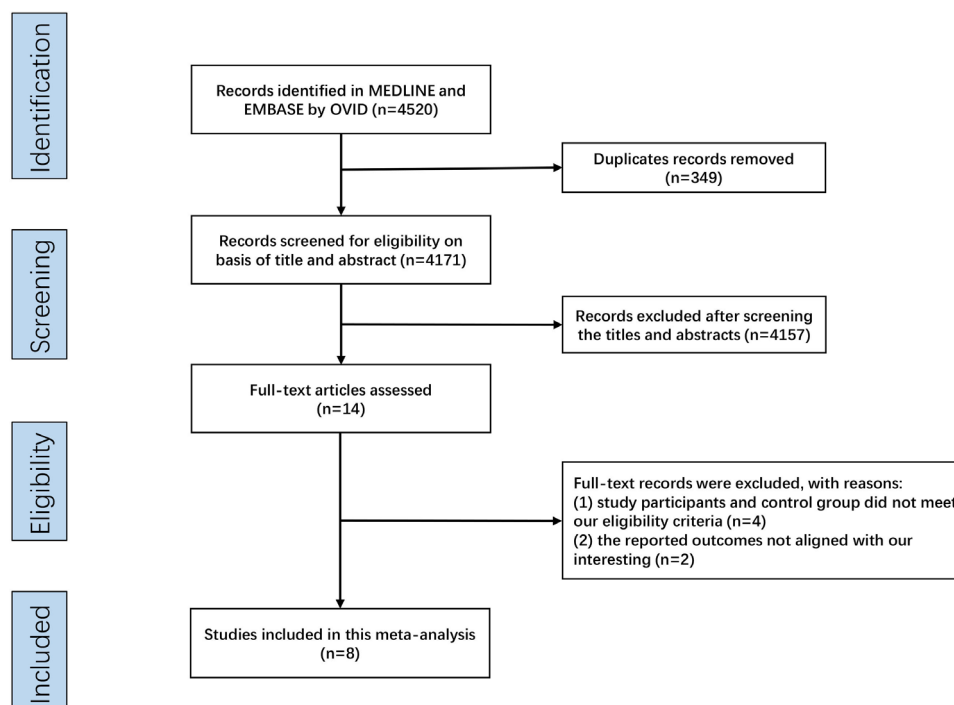 Identification
Records identified in MEDLINE and
EMBASE by OVID (n=4520)
Duplicates records removed
(n=349)
Screening
Records screened for eligibility on
basis of title and abstract (n=4171)
Records excluded after screening
the titles and abstracts (n=4157)
Full-text articles assessed
(n=14)
Eligibility
Full-text records were excluded, with reasons:
(1) study participants and control group did not meet
our eligibility criteria (n=4)
(2) the reported outcomes not aligned with our
interesting (n=2)
Included
Studies included in this meta-analysis
(n=8)